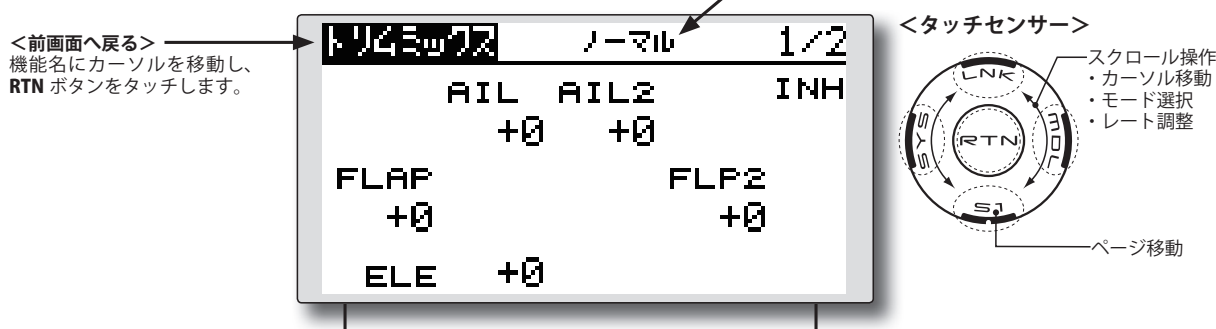 ＜前画面へ戻る＞
機能名にカーソルを移動し、
RTN ボタンをタッチします。
トリムミックス ノーマル 1/2
AIL AIL2 INH
+0 +0
FLAP FLP2
+0 +0
ELE +0
＜タッチセンサー＞
スクロール操作
・カーソル移動
・モード選択
・レート調整
LNK
SYS RTN MDL
S1
ページ移動